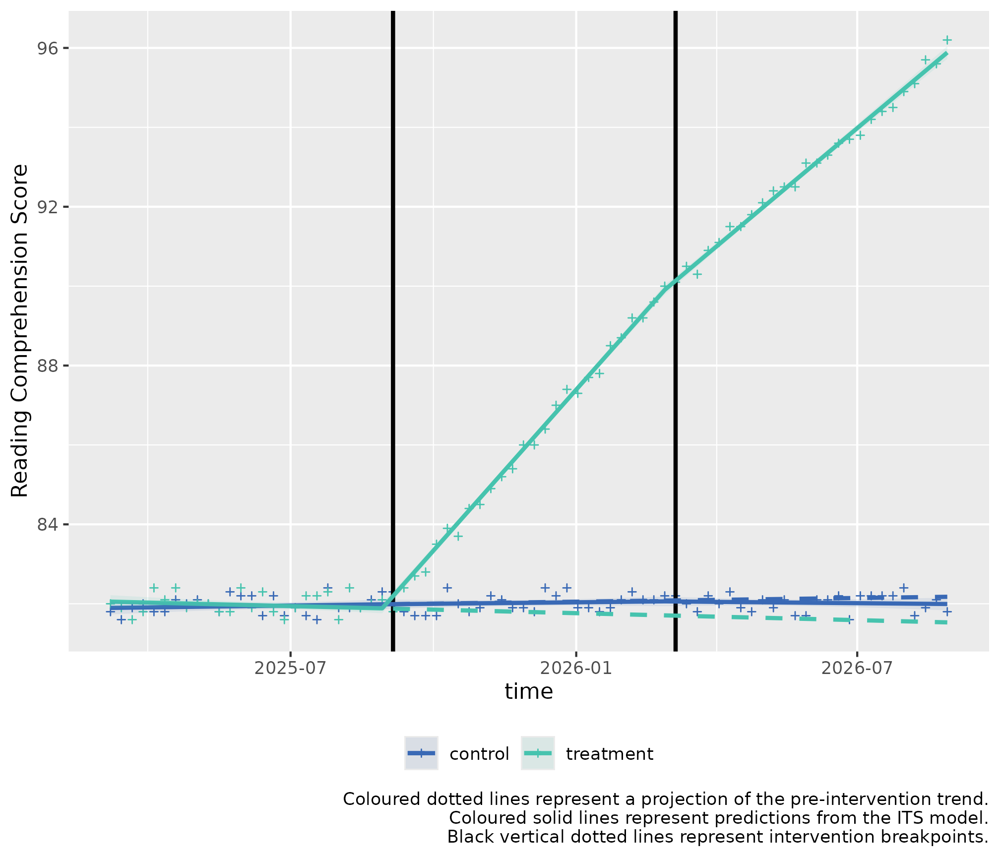 96
92
88
84
Reading Comprehension Score
2025-07
2026-01
2026-07
time
control
treatment
Coloured dotted lines represent a projection of the pre-intervention trend.
Coloured solid lines represent predictions from the ITS model.
Black vertical dotted lines represent intervention breakpoints.